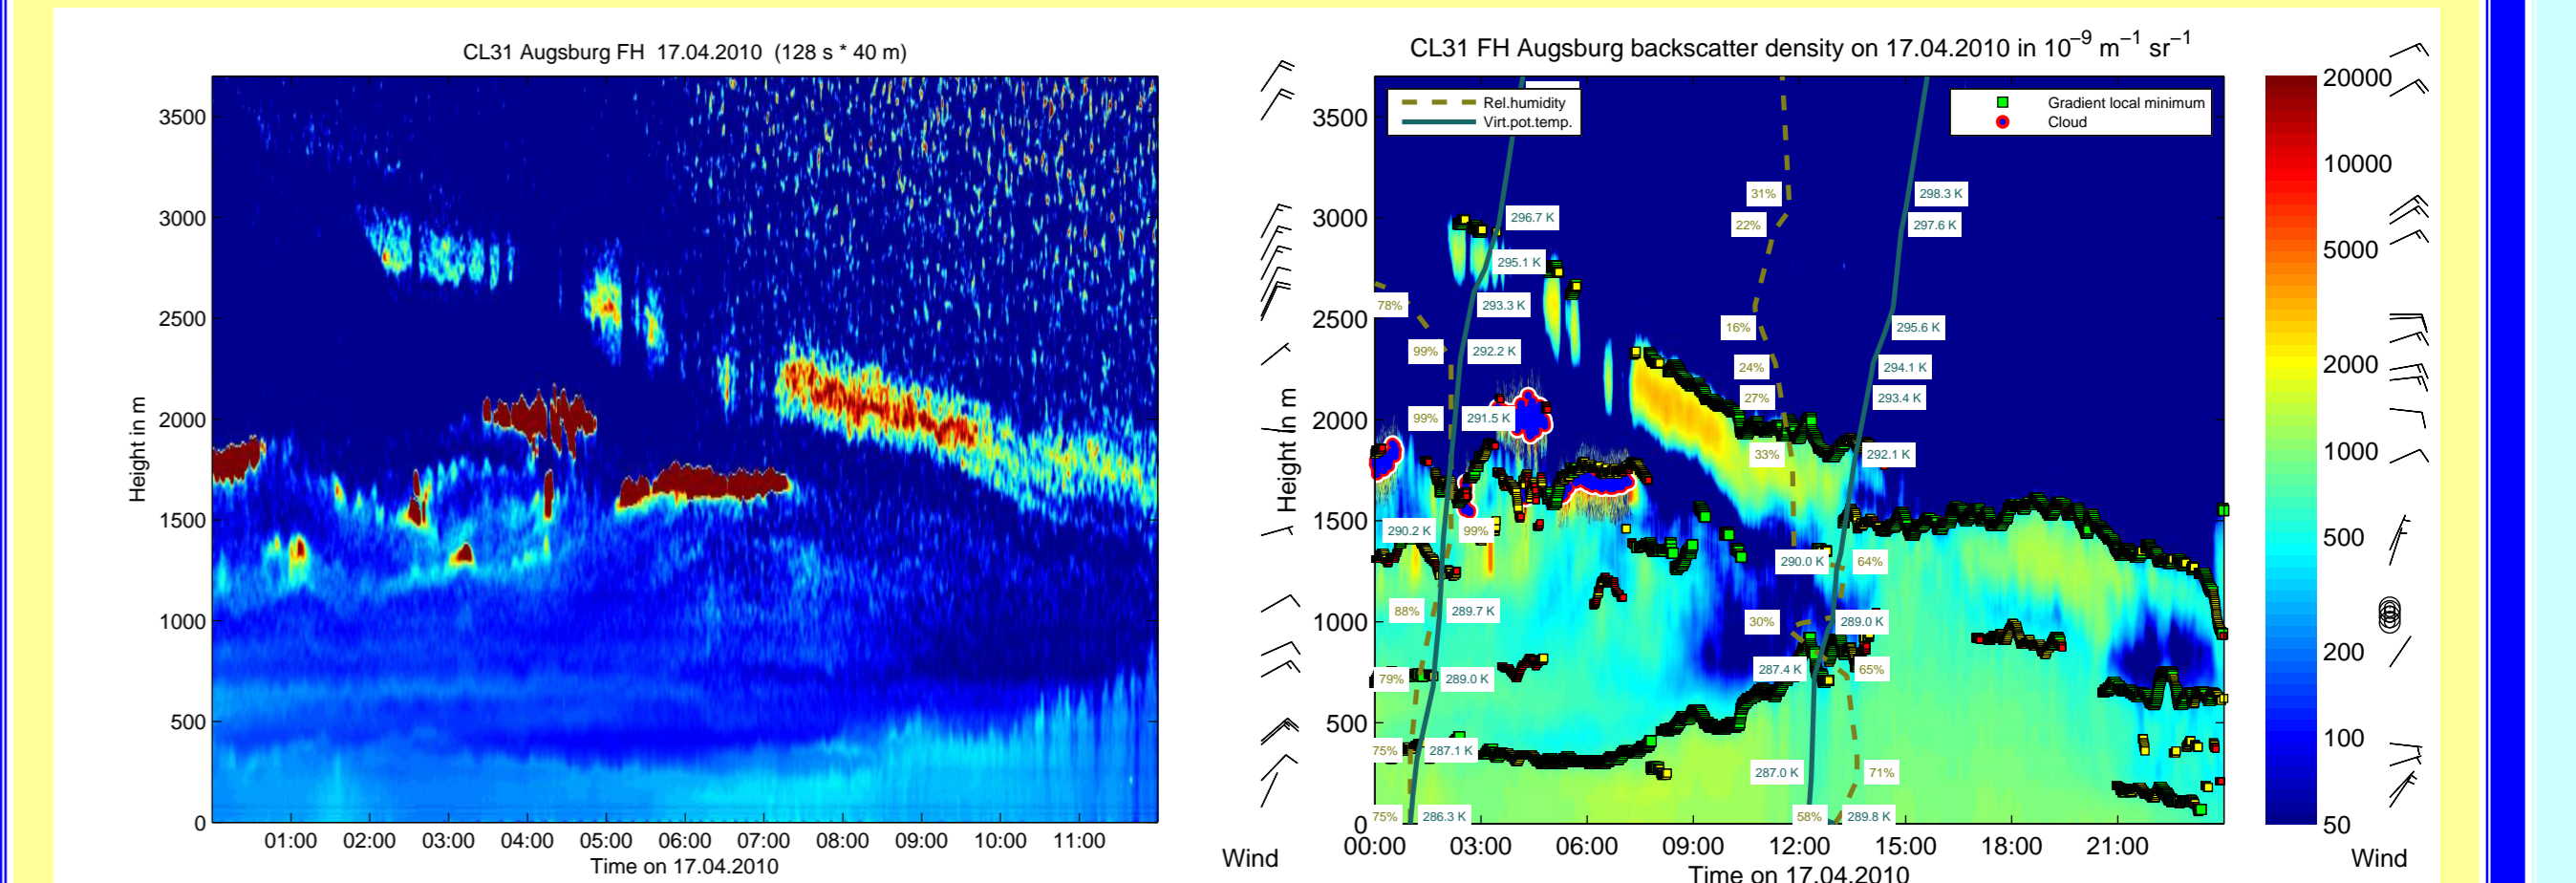 CL31 Augsburg FH 17.04.2010 (128 s * 40 m)
3500
3000
2500
2000
1500
1000
500
0
Height in m
01:00 02:00 03:00 04:00 05:00 06:00 07:00 08:00 09:00 10:00 11:00
Time on 17.04.2010
Wind
CL31 FH Augsburg backscatter density on 17.04.2010 in 10⁻⁹ m⁻¹ sr⁻¹
Rel.humidity
Virt.pot.temp.
Gradient local minimum
Cloud
3500
3000
2500
2000
1500
1000
500
0
Height in m
31%
298.3 K
296.7 K
22%
297.6 K
295.1 K
78%
293.3 K
16%
295.6 K
99%
292.2 K
24%
294.1 K
27%
293.4 K
99%
291.5 K
33%
292.1 K
290.2 K
99%
290.0 K
64%
88%
289.7 K
30%
289.0 K
79%
289.0 K
287.4 K
65%
75%
287.1 K
287.0 K
71%
75%
286.3 K
58%
289.8 K
00:00 03:00 06:00 09:00 12:00 15:00 18:00 21:00
Time on 17.04.2010
20000
10000
5000
2000
1000
500
200
100
50
Wind